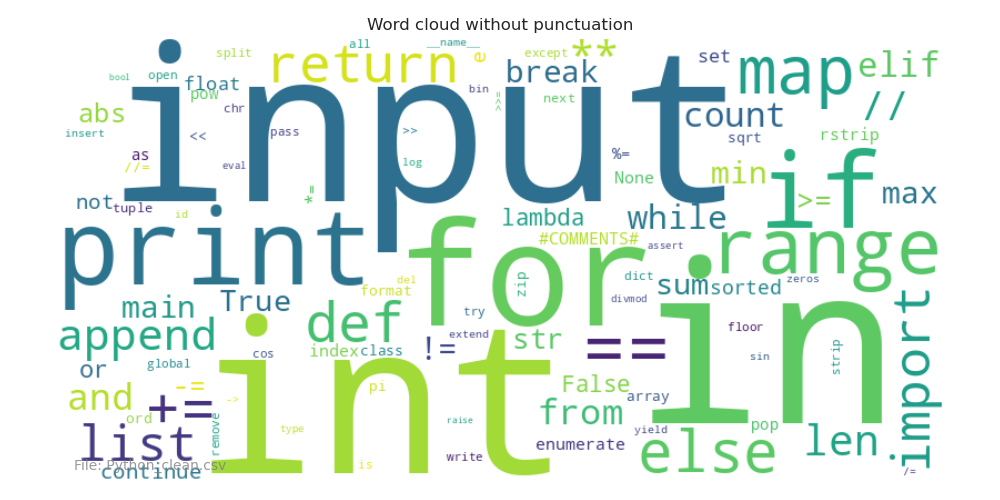 Word cloud without punctuation
split
all
__name__
except
**
return
e
break
set
map
elif
bool
open
float
pow
chr
bin
>>=
next
count
//
abs
insert
<<
pass
input
>>
sqrt
rstrip
as
//=
eval
log
%=
None
min
if
>=
max
not
tuple
id
*=
lambda
while
print
for
#COMMENTS#
assert
range
del
format
zip
dict
divmod
sum
sorted
zeros
in
main
True
append
def
try
extend
str
floor
import
or
global
cos
index
class
!=
==
sin
strip
and
-=
+=
->
int
pi
False
from
array
ord
remove
type
raise
yield
pop
list
continue
is
write
enumerate
else
len
/=
File: Python_clean.csv